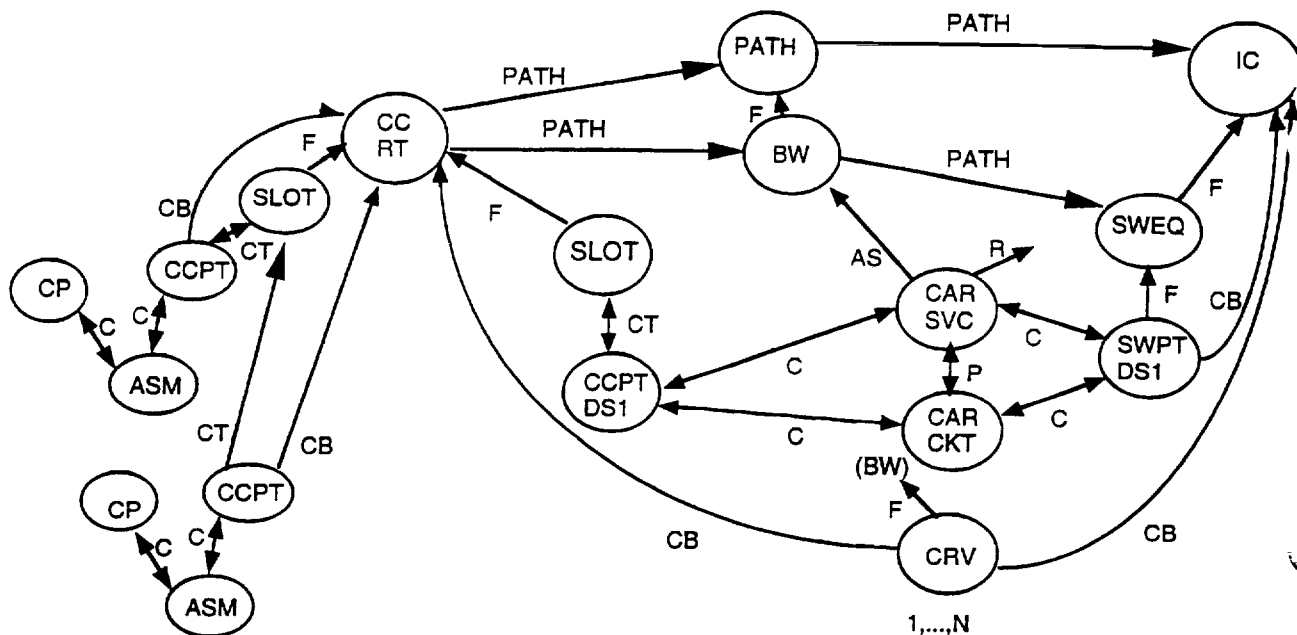 PATH
PATH
IC
PATH
CC
RT
F
PATH
F
BW
PATH
SLOT
CB
CT
F
SLOT
SWEQ
F
CCPT
AS
R
CP
C
C
CAR
SVC
F
CB
CT
C
SWPT
DS1
ASM
CCPT
DS1
C
P
CAR
CKT
C
C
CT
CB
(BW)
CP
CCPT
F
C
C
CB
CRV
CB
ASM
1,...,N